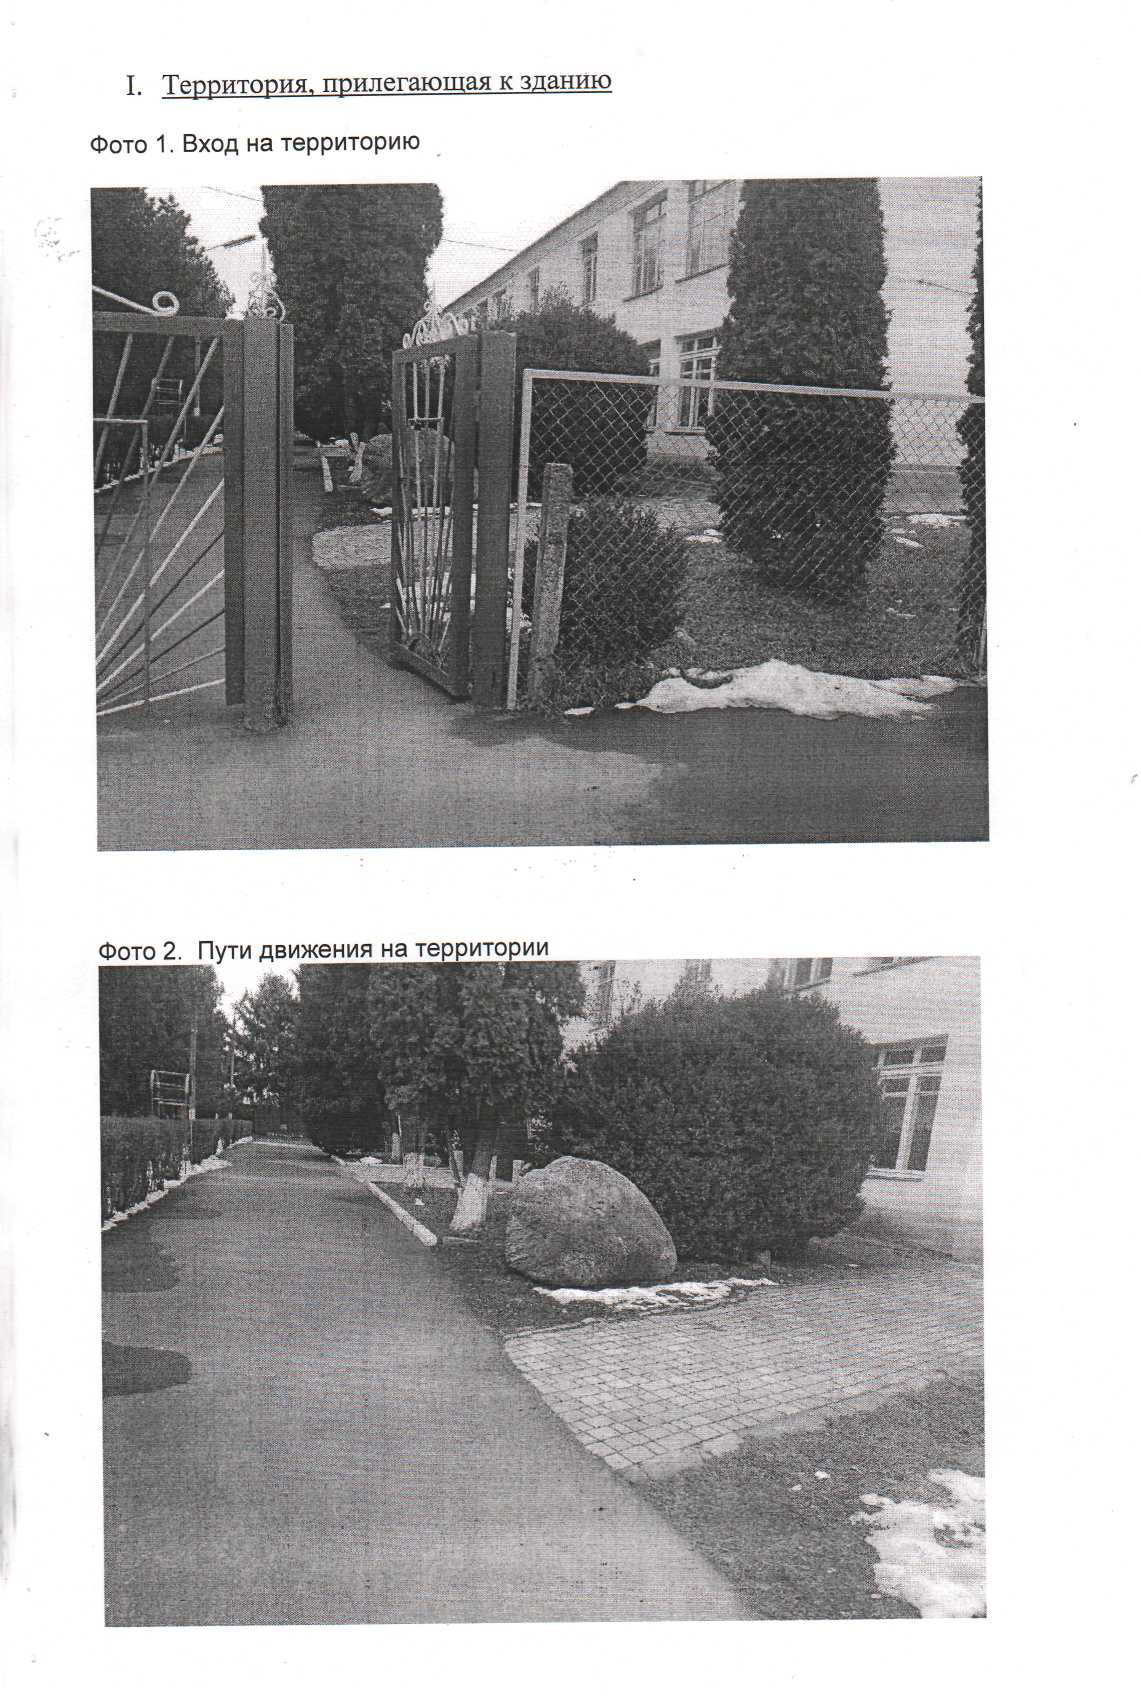 I. Территория, прилегающая к зданию
Фото 1. Вход на территорию
Фото 2. Пути движения на территории